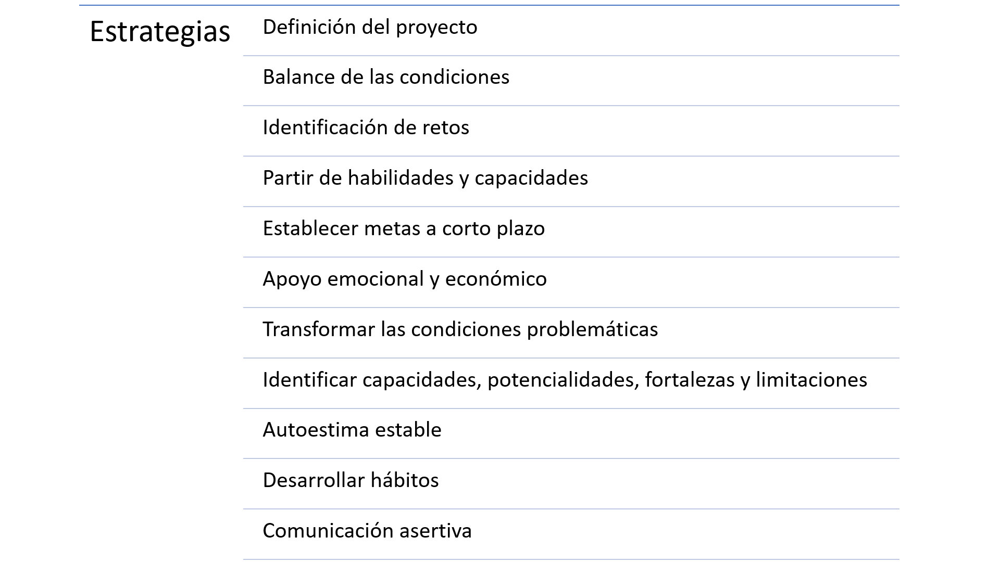 Estrategias
Definición del proyecto
Balance de las condiciones
Identificación de retos
Partir de habilidades y capacidades
Establecer metas a corto plazo
Apoyo emocional y económico
Transformar las condiciones problemáticas
Identificar capacidades, potencialidades, fortalezas y limitaciones
Autoestima estable
Desarrollar hábitos
Comunicación asertiva